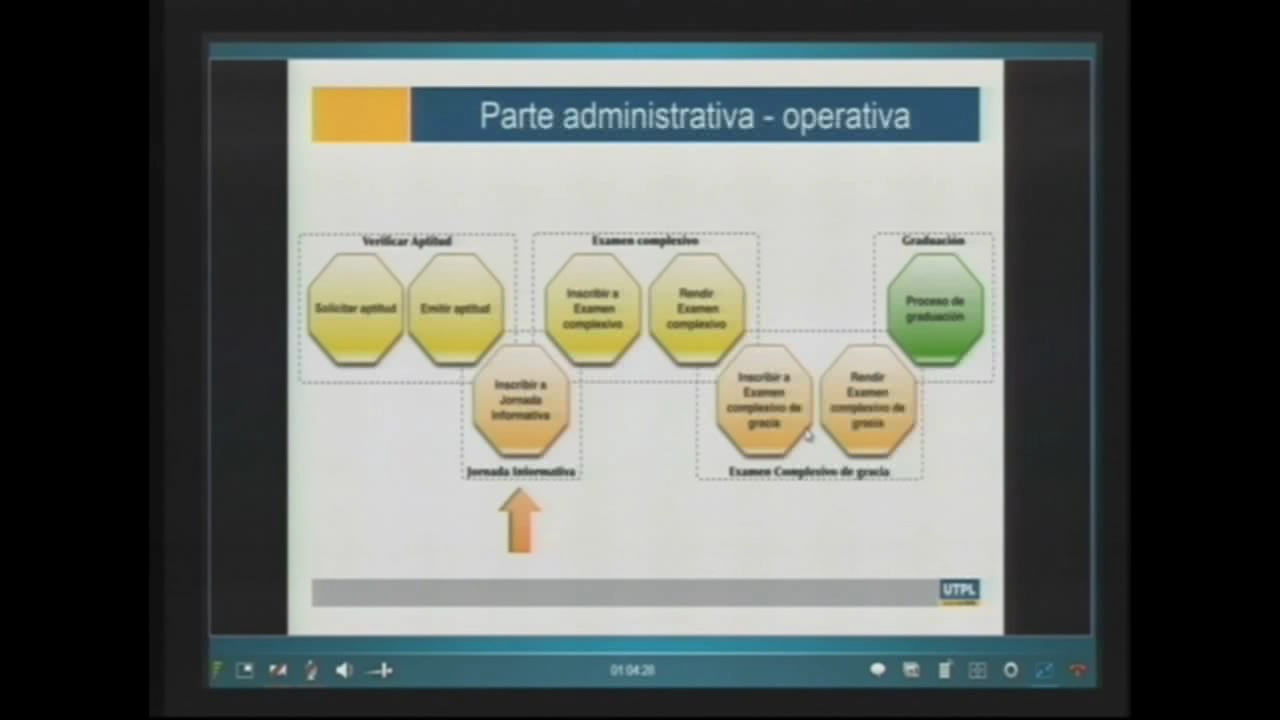 Parte administrativa - operativa
Verificar Aptitud
Solicitar aptitud
Emitir aptitud
Inscribir a
Jornada
Informativa
Jornada Informativa
Examen complexivo
Inscribir a
Examen
complexivo
Rendir
Examen
complexivo
Inscribir a
Examen
complexivo de
gracia
Rendir
Examen
complexivo de
gracia
Examen Complexivo de gracia
Graduación
Proceso de
graduación
UTPL
01:04:28